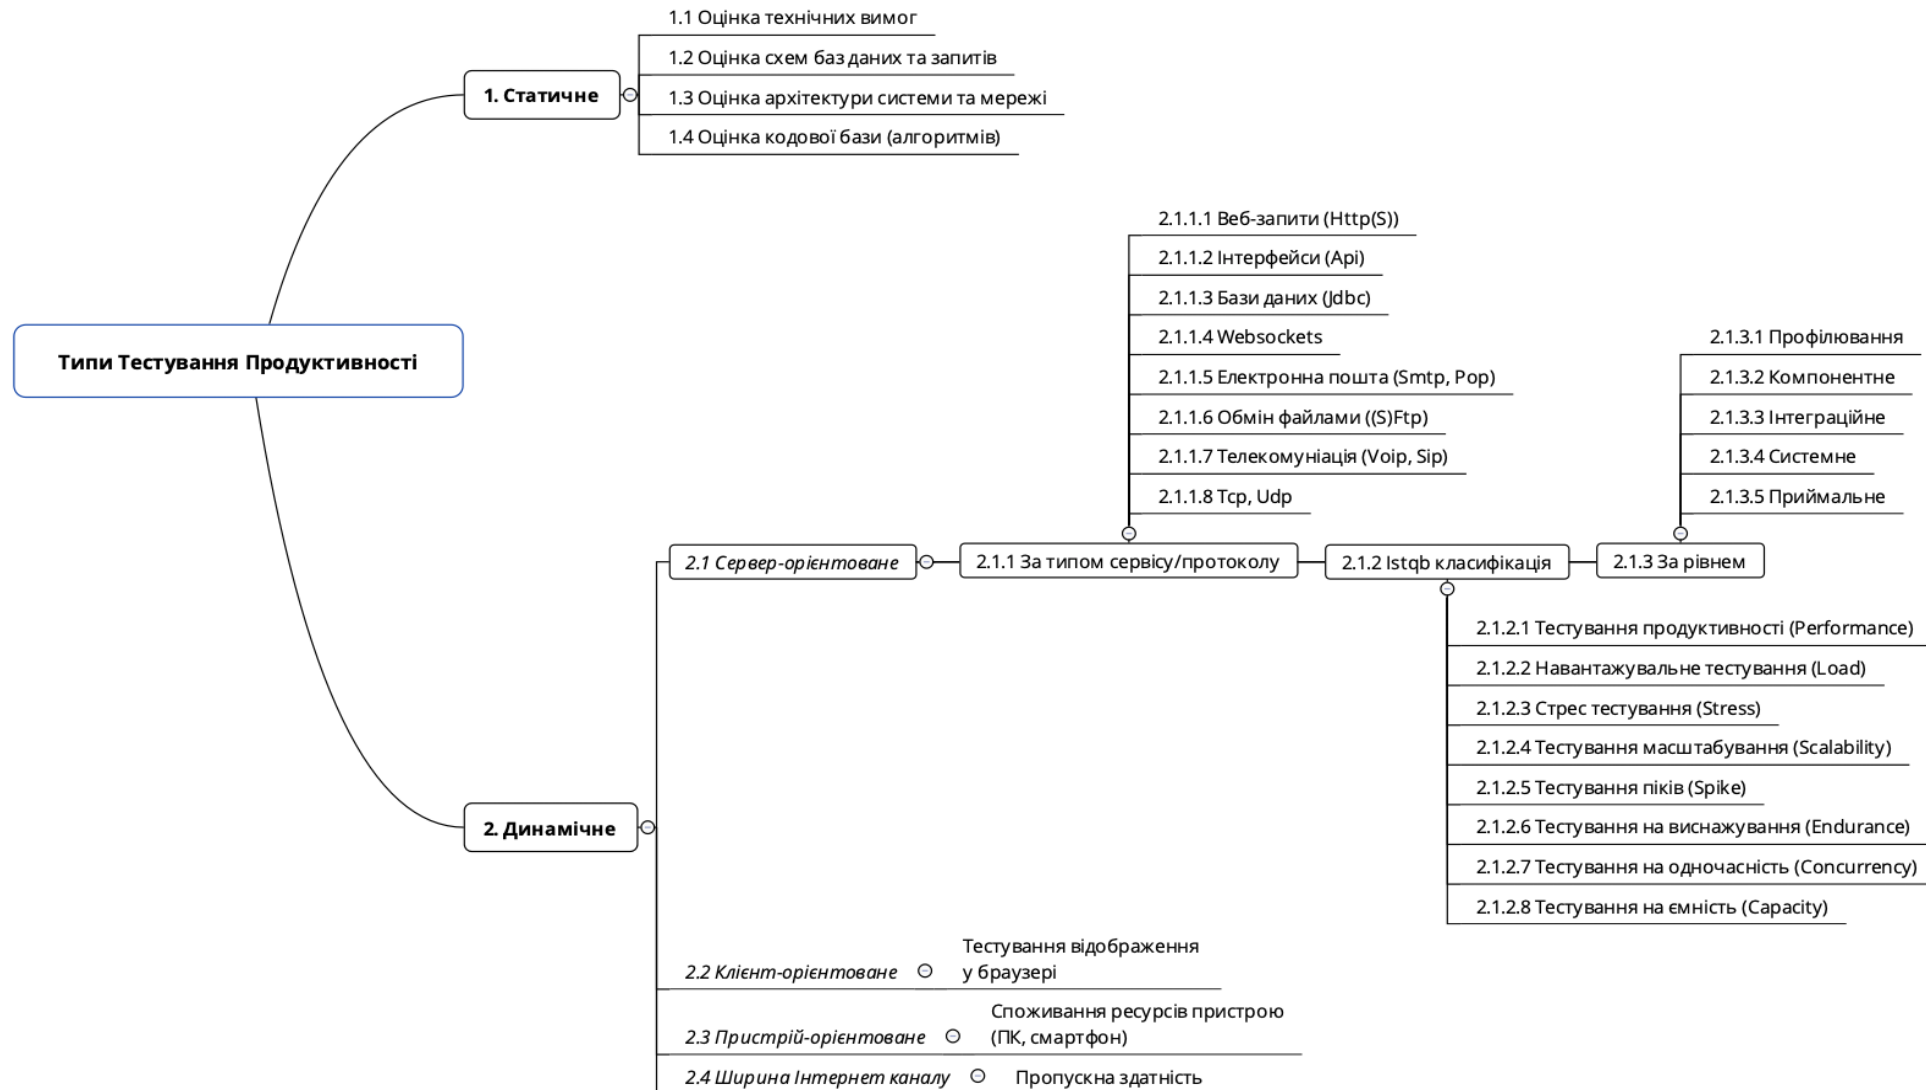 Типи Тестування Продуктивності
1. Статичне
1.1 Оцінка технічних вимог
1.2 Оцінка схем баз даних та запитів
1.3 Оцінка архітектури системи та мережі
1.4 Оцінка кодової бази (алгоритмів)
2. Динамічне
2.1 Сервер-орієнтоване
2.1.1 За типом сервісу/протоколу
2.1.1.1 Веб-запити (Http(S))
2.1.1.2 Інтерфейси (Api)
2.1.1.3 Бази даних (Jdbc)
2.1.1.4 Websockets
2.1.1.5 Електронна пошта (Smtp, Pop)
2.1.1.6 Обмін файлами ((S)Ftp)
2.1.1.7 Телекомуніація (Voip, Sip)
2.1.1.8 Tcp, Udp
2.1.2 Istqb класифікація
2.1.2.1 Тестування продуктивності (Performance)
2.1.2.2 Навантажувальне тестування (Load)
2.1.2.3 Стрес тестування (Stress)
2.1.2.4 Тестування масштабування (Scalability)
2.1.2.5 Тестування піків (Spike)
2.1.2.6 Тестування на виснажування (Endurance)
2.1.2.7 Тестування на одночасність (Concurrency)
2.1.2.8 Тестування на ємність (Capacity)
2.1.3 За рівнем
2.1.3.1 Профілювання
2.1.3.2 Компонентне
2.1.3.3 Інтеграційне
2.1.3.4 Системне
2.1.3.5 Приймальне
2.2 Клієнт-орієнтоване
Тестування відображення
у браузері
2.3 Пристрій-орієнтоване
Споживання ресурсів пристрою
(ПК, смартфон)
2.4 Ширина Інтернет каналу
Пропускна здатність